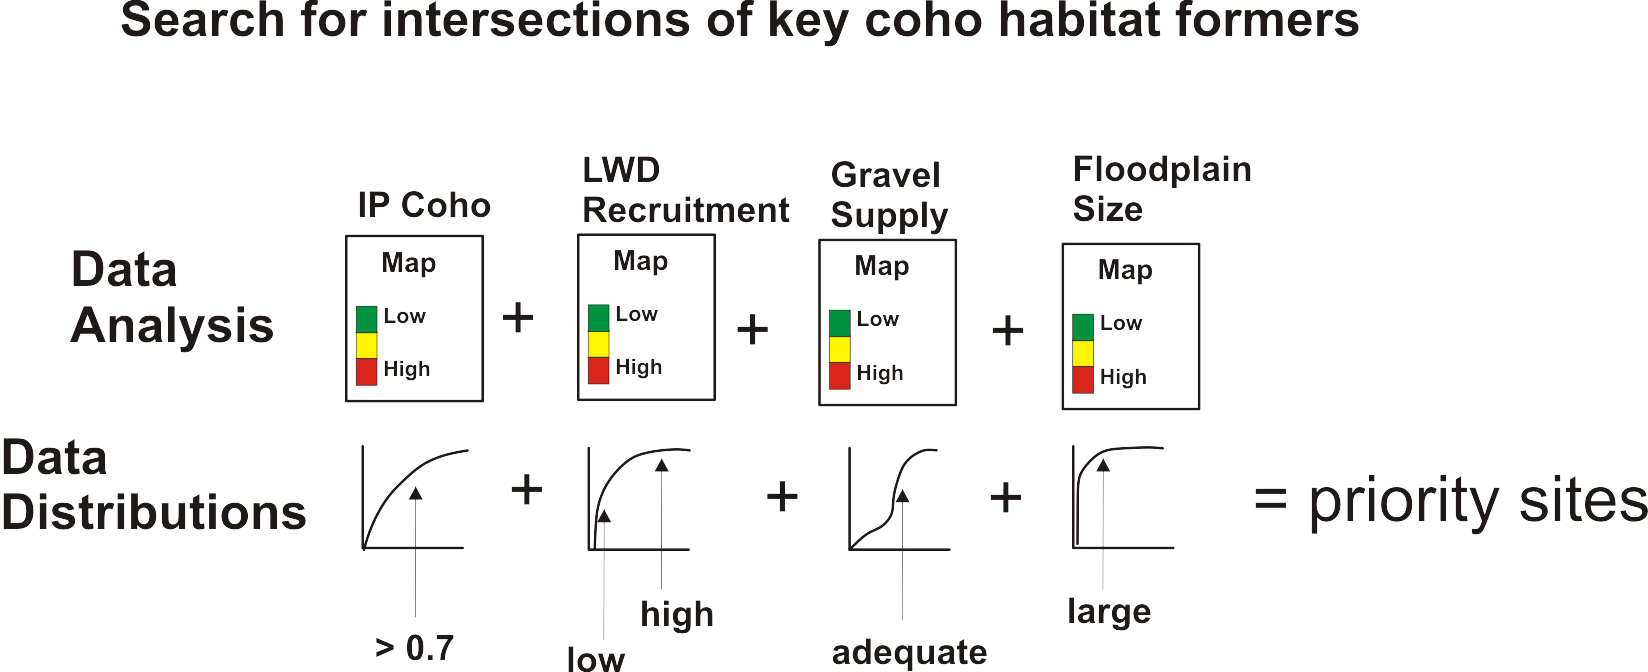 Search for intersections of key coho habitat formers
IP Coho
LWD
Recruitment
Gravel
Supply
Floodplain
Size
Data
Analysis
Map
Low
High
+
Map
Low
High
+
Map
Low
High
+
Map
Low
High
Data
Distributions
+
+
+
= priority sites
> 0.7
low
high
adequate
large